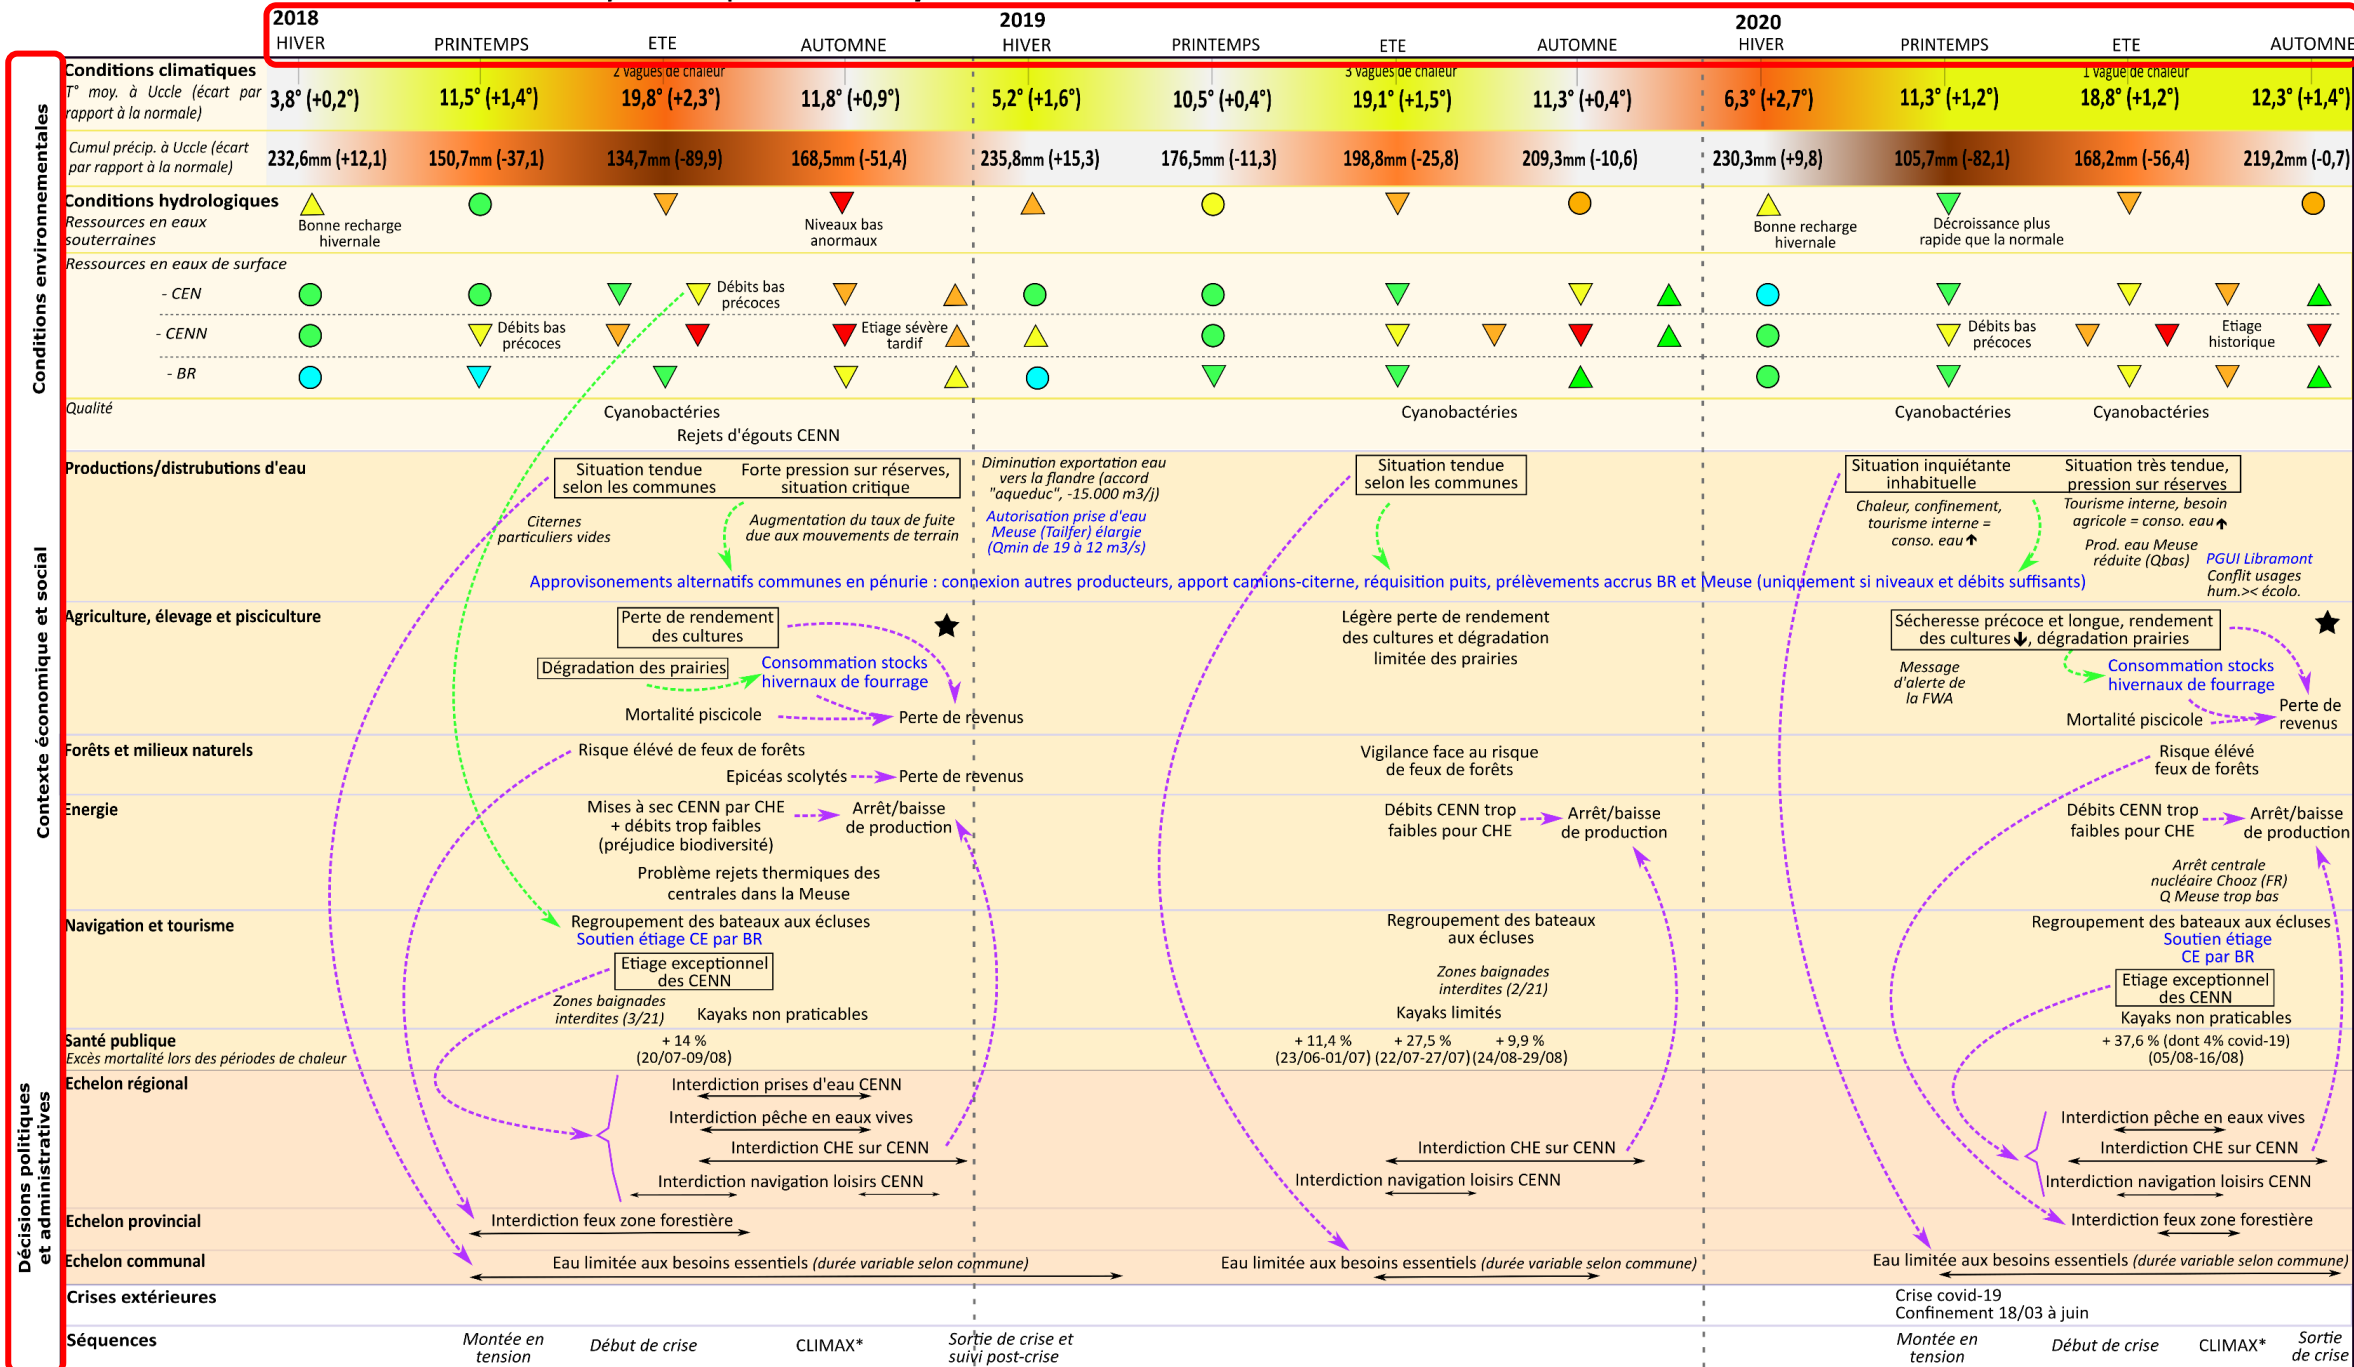 2018
2019
2020
HIVER PRINTEMPS ETE AUTOMNE HIVER PRINTEMPS ETE AUTOMNE HIVER PRINTEMPS ETE AUTOMNE
Conditions environnementales
Conditions climatiques
2 vagues de chaleur 3 vagues de chaleur 1 vague de chaleur
T° moy. à Uccle (écart par
rapport à la normale)
3,8° (+0,2°) 11,5° (+1,4°) 19,8° (+2,3°) 11,8° (+0,9°) 5,2° (+1,6°) 10,5° (+0,4°) 19,1° (+1,5°) 11,3° (+0,4°) 6,3° (+2,7°) 11,3° (+1,2°) 18,8° (+1,2°) 12,3° (+1,4°)
Cumul précip. à Uccle (écart
par rapport à la normale)
232,6mm (+12,1) 150,7mm (-37,1) 134,7mm (-89,9) 168,5mm (-51,4) 235,8mm (+15,3) 176,5mm (-11,3) 198,8mm (-25,8) 209,3mm (-10,6) 230,3mm (+9,8) 105,7mm (-82,1) 168,2mm (-56,4) 219,2mm (-0,7)
Conditions hydrologiques
Ressources en eaux
souterraines
Bonne recharge
hivernale
Niveaux bas
anormaux
Bonne recharge
hivernale
Décroissance plus
rapide que la normale
Ressources en eaux de surface
- CEN
Débits bas
précoces
- CENN
Débits bas
précoces
Etiage sévère
tardif
Débits bas
précoces
Etiage
historique
- BR
Qualité
Cyanobactéries
Rejets d'égouts CENN
Cyanobactéries
Cyanobactéries
Cyanobactéries
Contexte économique et social
Productions/distrubutions d'eau
Situation tendue
selon les communes
Forte pression sur réserves,
situation critique
Citernes
particuliers vides
Augmentation du taux de fuite
due aux mouvements de terrain
Diminution exportation eau
vers la flandre (accord
"aqueduc", -15.000 m3/j)
Autorisation prise d'eau
Meuse (Tailfer) élargie
(Qmin de 19 à 12 m3/s)
Situation tendue
selon les communes
Situation inquiétante
inhabituelle
Situation très tendue,
pression sur réserves
Chaleur, confinement,
tourisme interne =
conso. eau
Tourisme interne, besoin
agricole = conso. eau
Prod. eau Meuse
réduite (Qbas)
PGUI Libramont
Conflit usages
hum.>< écolo.
Approvisonements alternatifs communes en pénurie : connexion autres producteurs, apport camions-citerne, réquisition puits, prélèvements accrus BR et Meuse (uniquement si niveaux et débits suffisants)
Agriculture, élevage et pisciculture
Perte de rendement
des cultures
Dégradation des prairies
Consommation stocks
hivernaux de fourrage
Mortalité piscicole
Perte de revenus
Légère perte de rendement
des cultures et dégradation
limitée des prairies
Sécheresse précoce et longue, rendement
des cultures , dégradation prairies
Message
d'alerte de
la FWA
Consommation stocks
hivernaux de fourrage
Mortalité piscicole
Perte de
revenus
Forêts et milieux naturels
Risque élévé de feux de forêts
Epicéas scolytés
Perte de revenus
Vigilance face au risque
de feux de forêts
Risque élévé
feux de forêts
Energie
Mises à sec CENN par CHE
+ débits trop faibles
(préjudice biodiversité)
Arrêt/baisse
de production
Problème rejets thermiques des
centrales dans la Meuse
Débits CENN trop
faibles pour CHE
Arrêt/baisse
de production
Débits CENN trop
faibles pour CHE
Arrêt/baisse
de production
Arrêt centrale
nucléaire Chooz (FR)
Q Meuse trop bas
Navigation et tourisme
Regroupement des bateaux aux écluses
Soutien étiage CE par BR
Etiage exceptionnel
des CENN
Zones baignades
interdites (3/21)
Kayaks non praticables
Regroupement des bateaux
aux écluses
Zones baignades
interdites (2/21)
Kayaks limités
Regroupement des bateaux aux écluses
Soutien étiage
CE par BR
Etiage exceptionnel
des CENN
Kayaks non praticables
Santé publique
Excès mortalité lors des périodes de chaleur
+ 14 %
(20/07-09/08)
+ 11,4 % + 27,5 % + 9,9 %
(23/06-01/07) (22/07-27/07) (24/08-29/08)
+ 37,6 % (dont 4% covid-19)
(05/08-16/08)
Décisions politiques
et administratives
Echelon régional
Interdiction prises d'eau CENN
Interdiction pêche en eaux vives
Interdiction CHE sur CENN
Interdiction navigation loisirs CENN
Interdiction CHE sur CENN
Interdiction navigation loisirs CENN
Interdiction pêche en eaux vives
Interdiction CHE sur CENN
Interdiction navigation loisirs CENN
Echelon provincial
Interdiction feux zone forestière
Interdiction feux zone forestière
Echelon communal
Eau limitée aux besoins essentiels (durée variable selon commune)
Eau limitée aux besoins essentiels (durée variable selon commune)
Eau limitée aux besoins essentiels (durée variable selon commune)
Crises extérieures
Crise covid-19
Confinement 18/03 à juin
Séquences
Montée en
tension
Début de crise
CLIMAX*
Sortie de crise et
suivi post-crise
Montée en
tension
Début de crise
CLIMAX*
Sortie
de crise